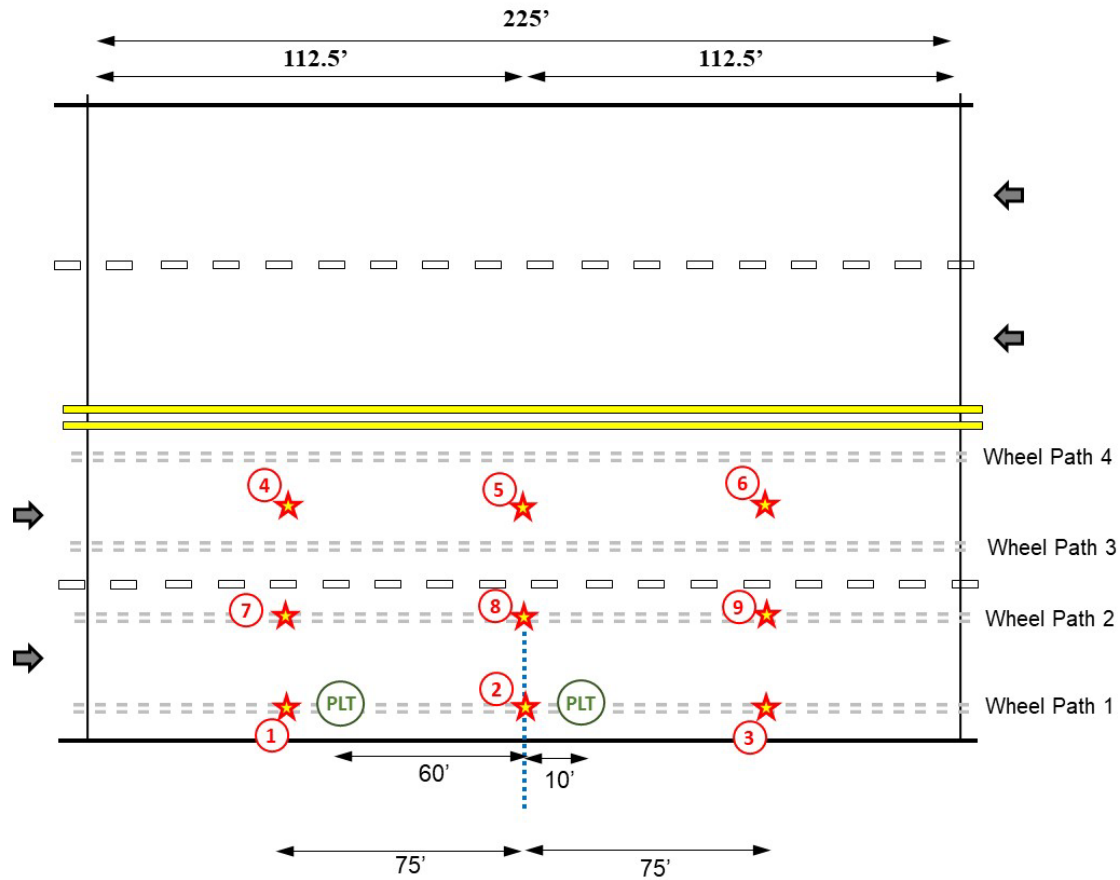 225’
112.5’ 112.5’
Wheel Path 4
4 5 6
Wheel Path 3
7 8 9
Wheel Path 2
PLT 2 PLT
Wheel Path 1
1 3
60’ 10’
75’ 75’